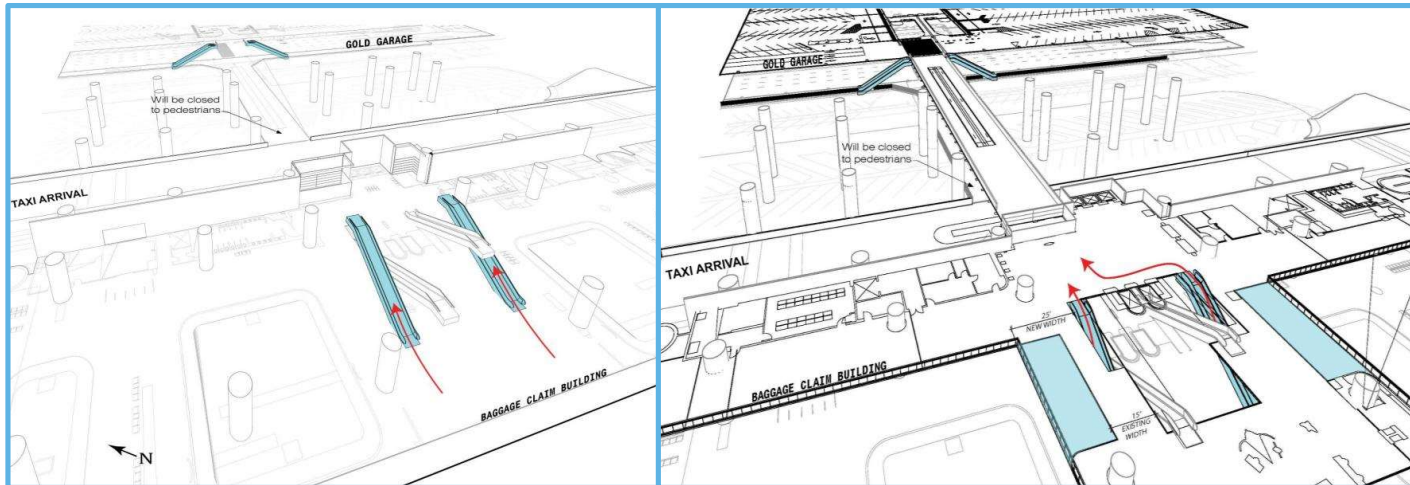 GOLD GARAGE
Will be closed
to pedestrians
TAXI ARRIVAL
BAGGAGE CLAIM BUILDING
N
GOLD GARAGE
Will be closed
to pedestrians
TAXI ARRIVAL
25'
NEW WIDTH
BAGGAGE CLAIM BUILDING
15'
EXISTING
WIDTH